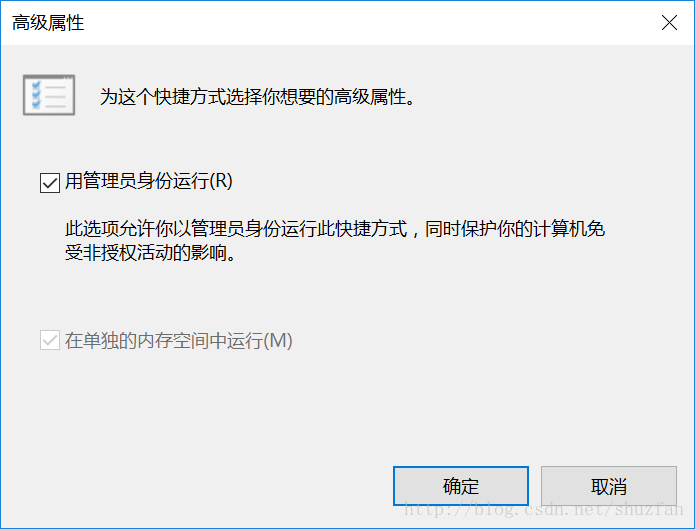 高级属性
为这个快捷方式选择你想要的高级属性。
用管理员身份运行(R)
此选项允许你以管理员身份运行此快捷方式，同时保护你的计算机免
受非授权活动的影响。
在单独的内存空间中运行(M)
确定
取消
http://blog.csdn.net/shuzfan